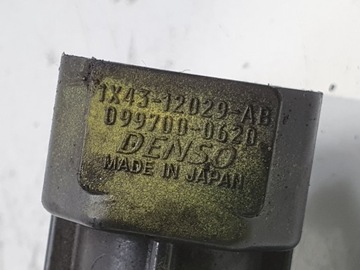 1X43-12029-AB
099700-0620
DENSO
MADE IN JAPAN